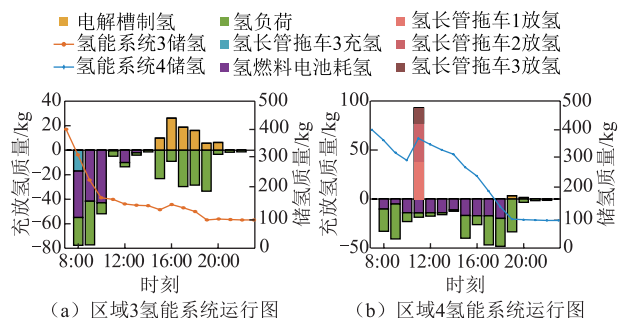 电解槽制氢 氢负荷 氢长管拖车1放氢
氢能系统3储氢 氢长管拖车3充氢 氢长管拖车2放氢
氢能系统4储氢 氢燃料电池耗氢 氢长管拖车3放氢
充放氢质量/kg
40
20
0
−20
−40
−60
−80
500
400
300
200
100
0
储氢质量/kg
8:00 12:00 20:00
时刻
(a) 区域3氢能系统运行图
充放氢质量/kg
100
50
0
−50
500
400
300
200
100
0
储氢质量/kg
8:00 12:00 20:00
时刻
(b) 区域4氢能系统运行图